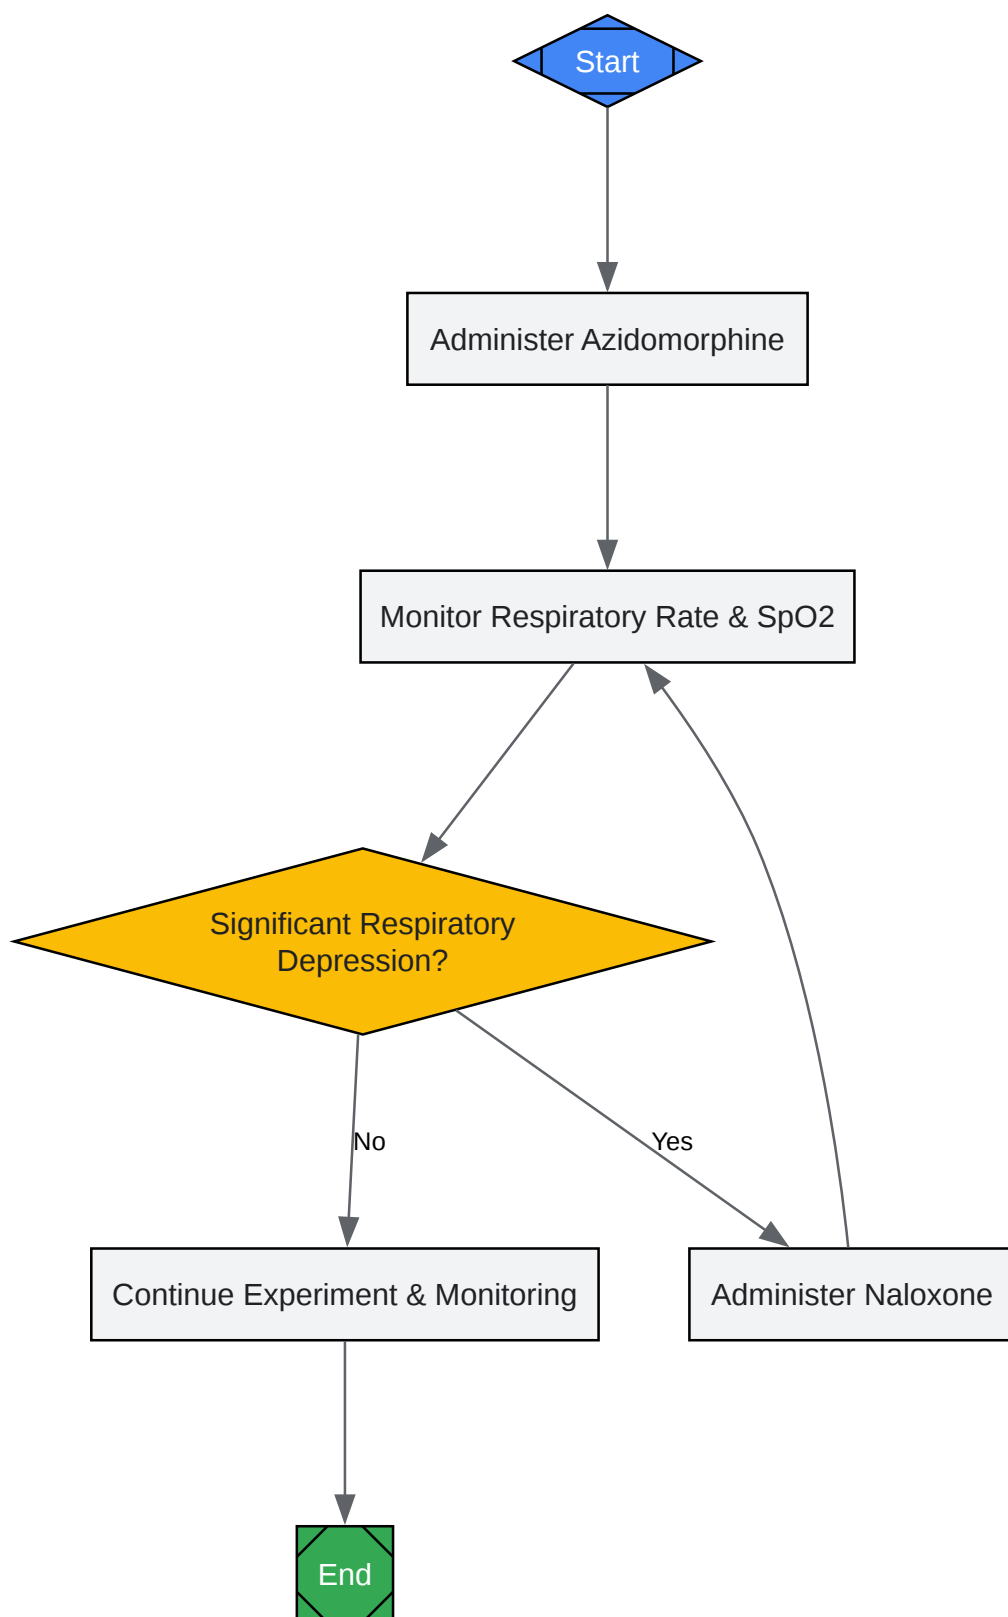 Start
Administer Azidomorphine
Monitor Respiratory Rate & SpO2
Significant Respiratory
Depression?
No
Yes
Continue Experiment & Monitoring
Administer Naloxone
End